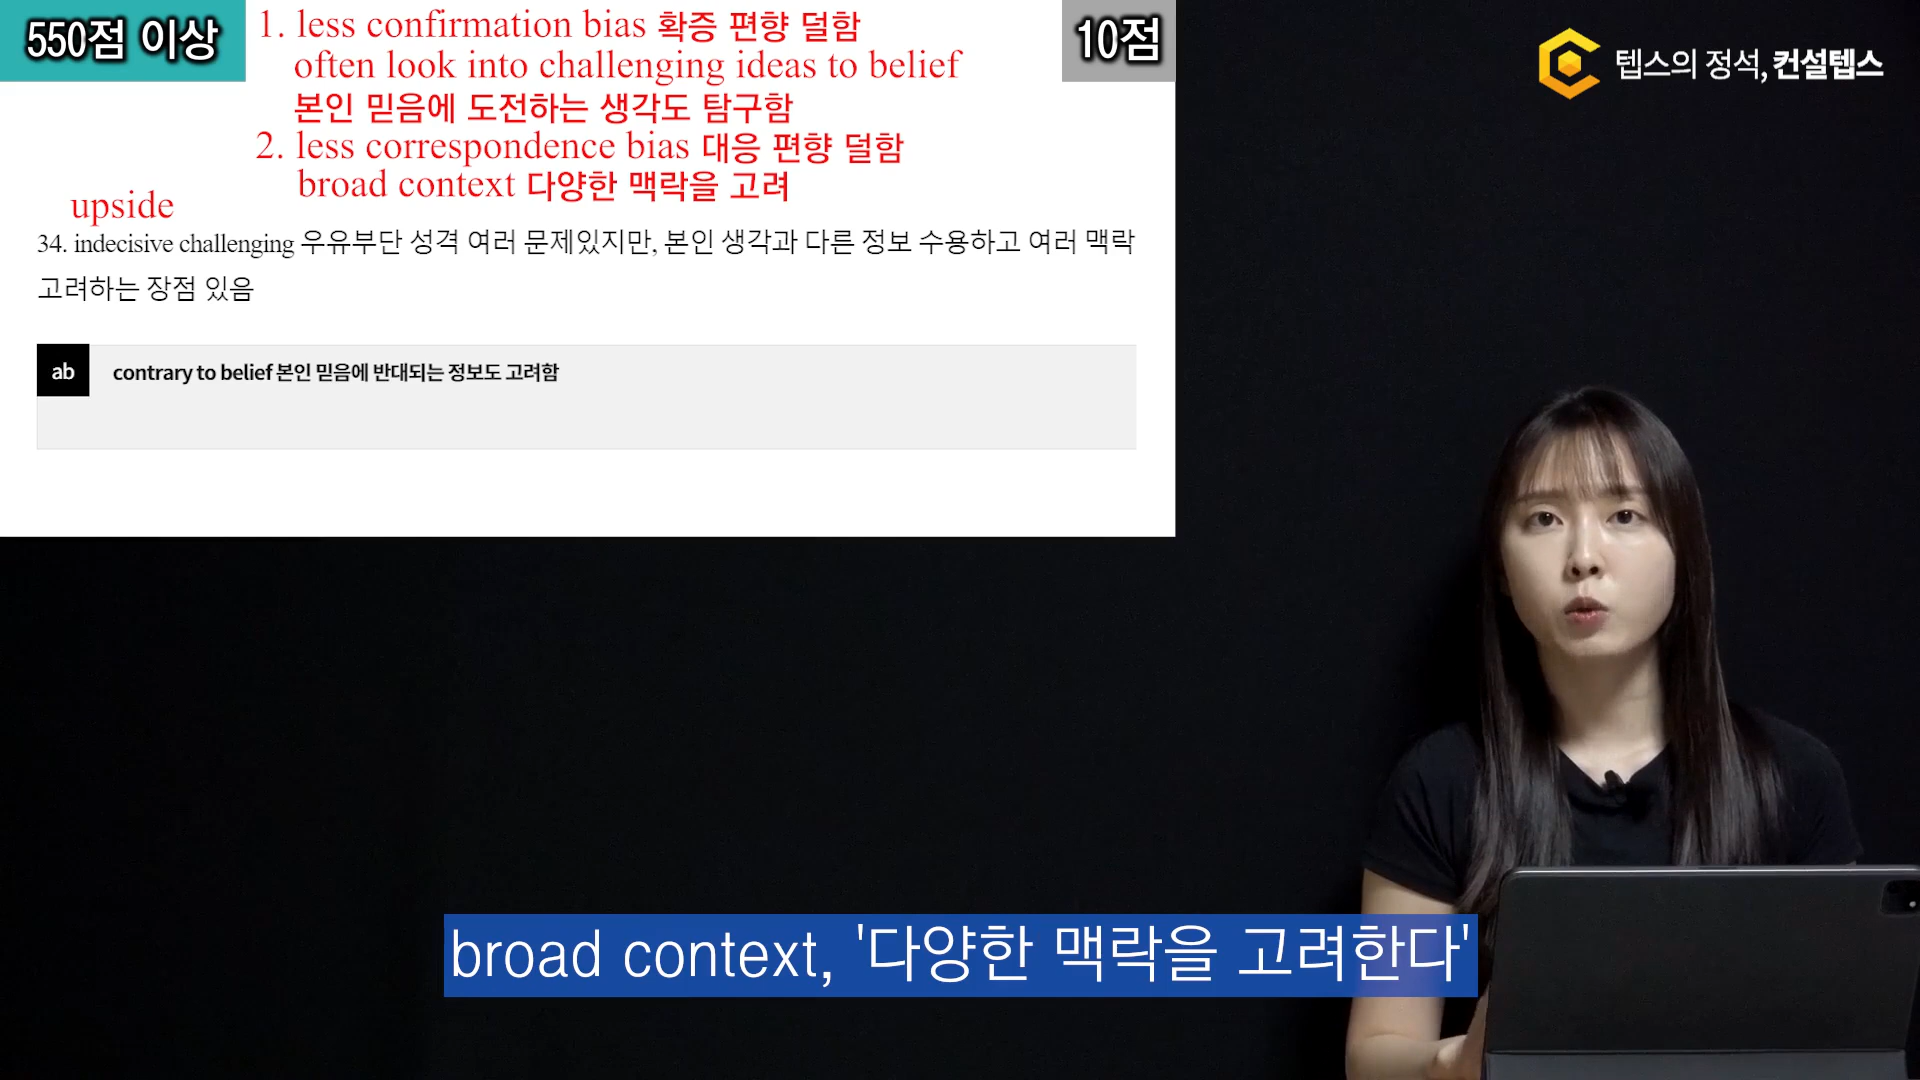 550점 이상
1. less confirmation bias 확증 편향 덜함
often look into challenging ideas to belief
본인 믿음에 도전하는 생각도 탐구함
2. less correspondence bias 대응 편향 덜함
broad context 다양한 맥락을 고려
10점
텝스의 정석, 컨설텝스
upside
34. indecisive challenging 우유부단 성격 여러 문제있지만, 본인 생각과 다른 정보 수용하고 여러 맥락
고려하는 장점 있음
ab
contrary to belief 본인 믿음에 반대되는 정보도 고려함
broad context, '다양한 맥락을 고려한다'